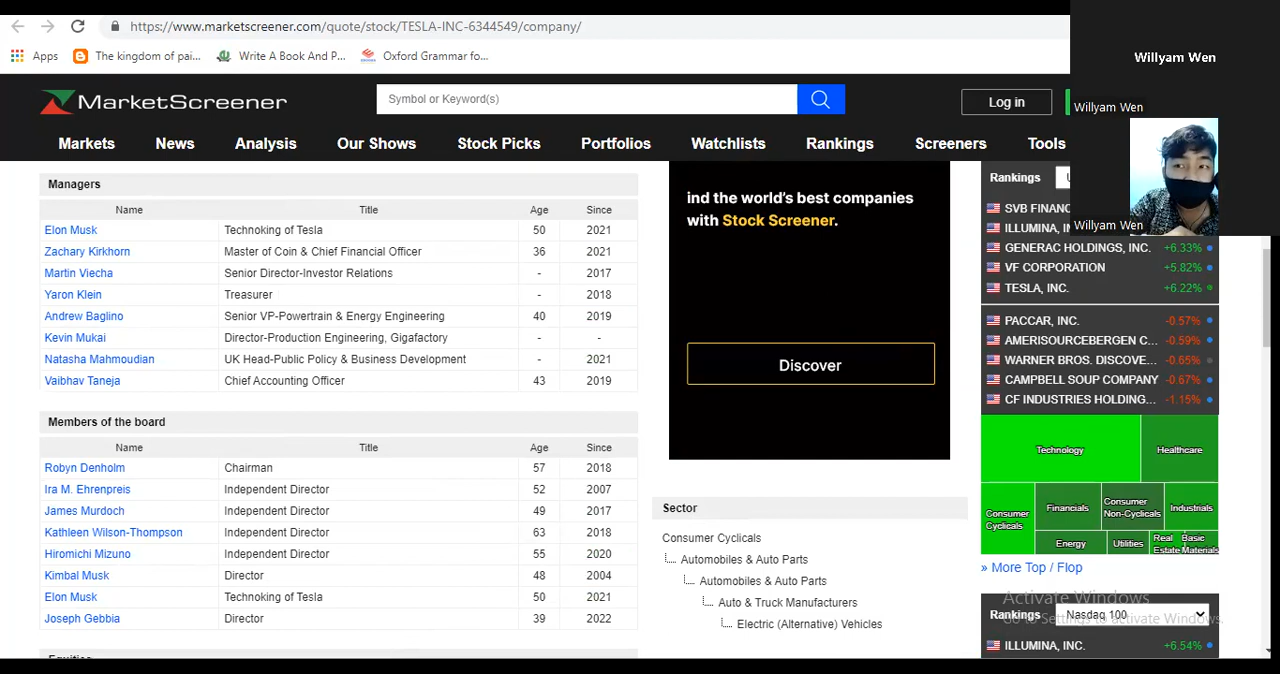 https://www.marketscreener.com/quote/stock/TESLA-INC-6344549/company/
Apps The kingdom of pai... Write A Book And P... Oxford Grammar fo...
Willyam Wen
MARKETSCREENER
Symbol or Keyword(s)
Log in
Willyam Wen
Markets News Analysis Our Shows Stock Picks Portfolios Watchlists Rankings Screeners Tools
Willyam Wen
Managers
Name Title Age Since
Elon Musk Technoking of Tesla 50 2021
Zachary Kirkhorn Master of Coin & Chief Financial Officer 36 2021
Martin Viecha Senior Director-Investor Relations - 2017
Yaron Klein Treasurer - 2018
Andrew Baglino Senior VP-Powertrain & Energy Engineering 40 2019
Kevin Mukai Director-Production Engineering, Gigafactory - -
Natasha Mahmoudian UK Head-Public Policy & Business Development - 2021
Vaibhav Taneja Chief Accounting Officer 43 2019
Members of the board
Name Title Age Since
Robyn Denholm Chairman 57 2018
Ira M. Ehrenpreis Independent Director 52 2007
James Murdoch Independent Director 49 2017
Kathleen Wilson-Thompson Independent Director 63 2018
Hiromichi Mizuno Independent Director 55 2020
Kimbal Musk Director 48 2004
Elon Musk Technoking of Tesla 50 2021
Joseph Gebbia Director 39 2022
ind the world's best companies
with Stock Screener.
Discover
Sector
Consumer Cyclicals
Automobiles & Auto Parts
Automobiles & Auto Parts
Auto & Truck Manufacturers
Electric (Alternative) Vehicles
Rankings
SVB FINANC
ILLUMINA, IN
GENERAC HOLDINGS, INC. +6.33%
VF CORPORATION +5.82%
TESLA, INC. +6.22%
PACCAR, INC. -0.57%
AMERISOURCEBERGEN C... -0.59%
WARNER BROS. DISCOVE... -0.65%
CAMPBELL SOUP COMPANY -0.67%
CF INDUSTRIES HOLDING... -1.15%
Technology
Healthcare
Consumer Cyclicals
Financials
Consumer Non-Cyclicals
Industrials
Energy
Utilities
Real Estate
Basic Materials
» More Top / Flop
Activate Windows
Go to Settings to activate Windows.
Rankings Nasdaq 100
ILLUMINA, INC. +6.54%